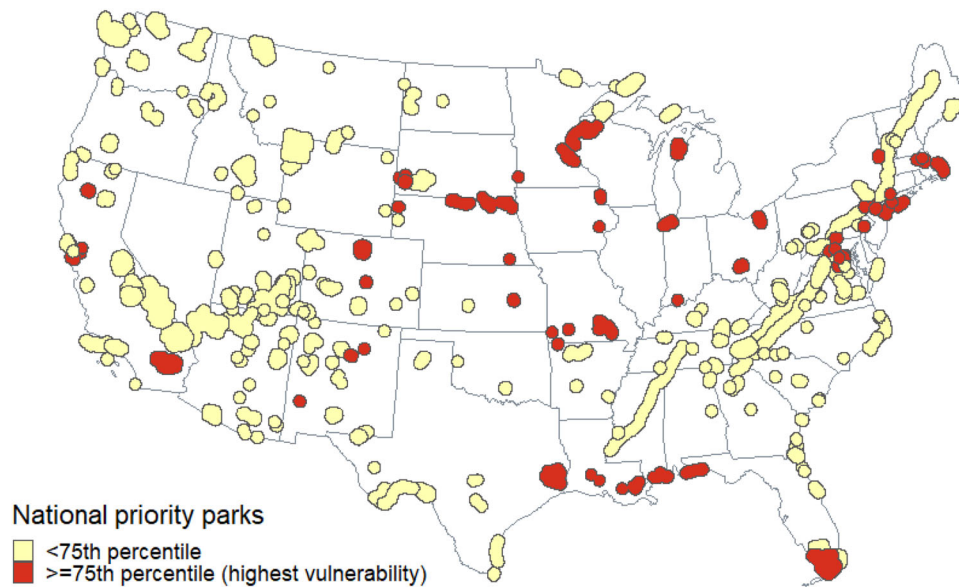 National priority parks
<75th percentile
>=75th percentile (highest vulnerability)